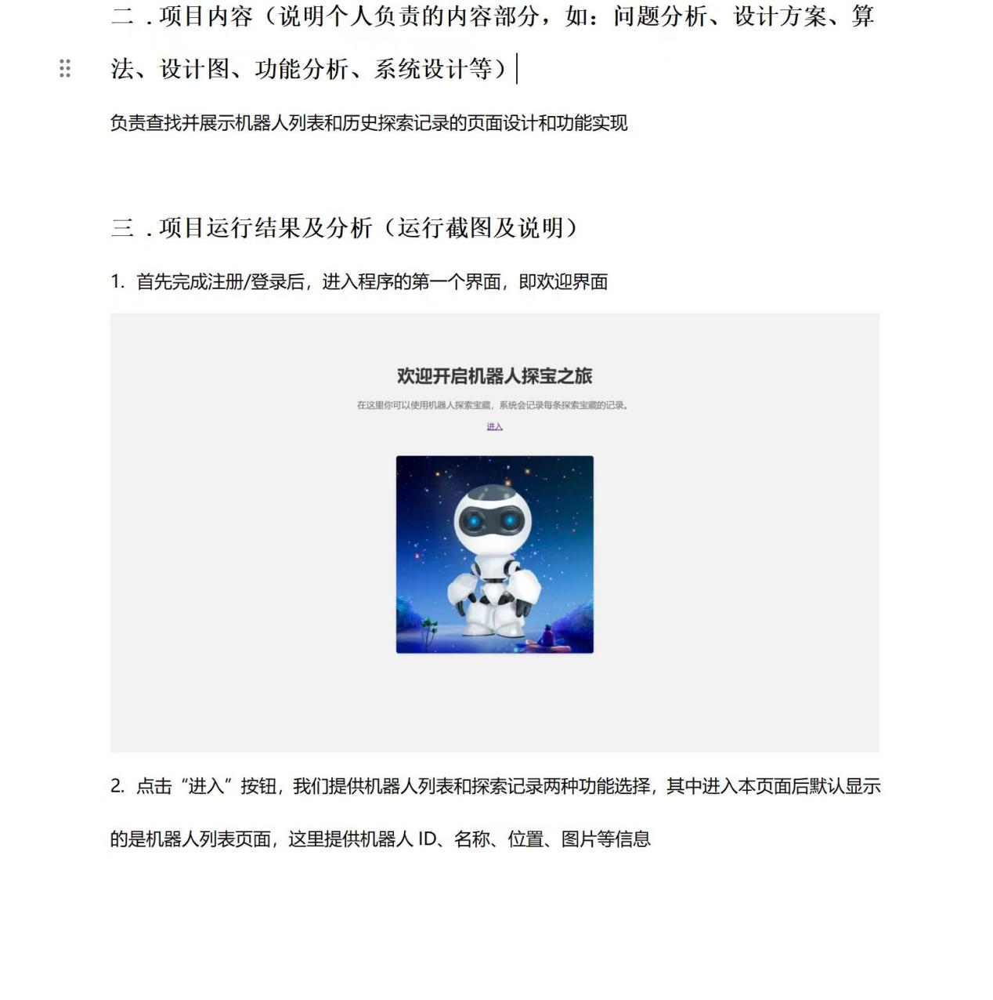 二 .项目内容（说明个人负责的内容部分，如：问题分析、设计方案、算
法、设计图、功能分析、系统设计等）
负责查找并展示机器人列表和历史探索记录的页面设计和功能实现
三 .项目运行结果及分析（运行截图及说明）
1. 首先完成注册/登录后，进入程序的第一个界面，即欢迎界面
欢迎开启机器人探宝之旅
在这里你可以使用机器人探索宝藏，系统会记录每条探索宝藏的记录。
进入
2. 点击“进入”按钮，我们提供机器人列表和探索记录两种功能选择，其中进入本页面后默认显示
的是机器人列表页面，这里提供机器人 ID、名称、位置、图片等信息